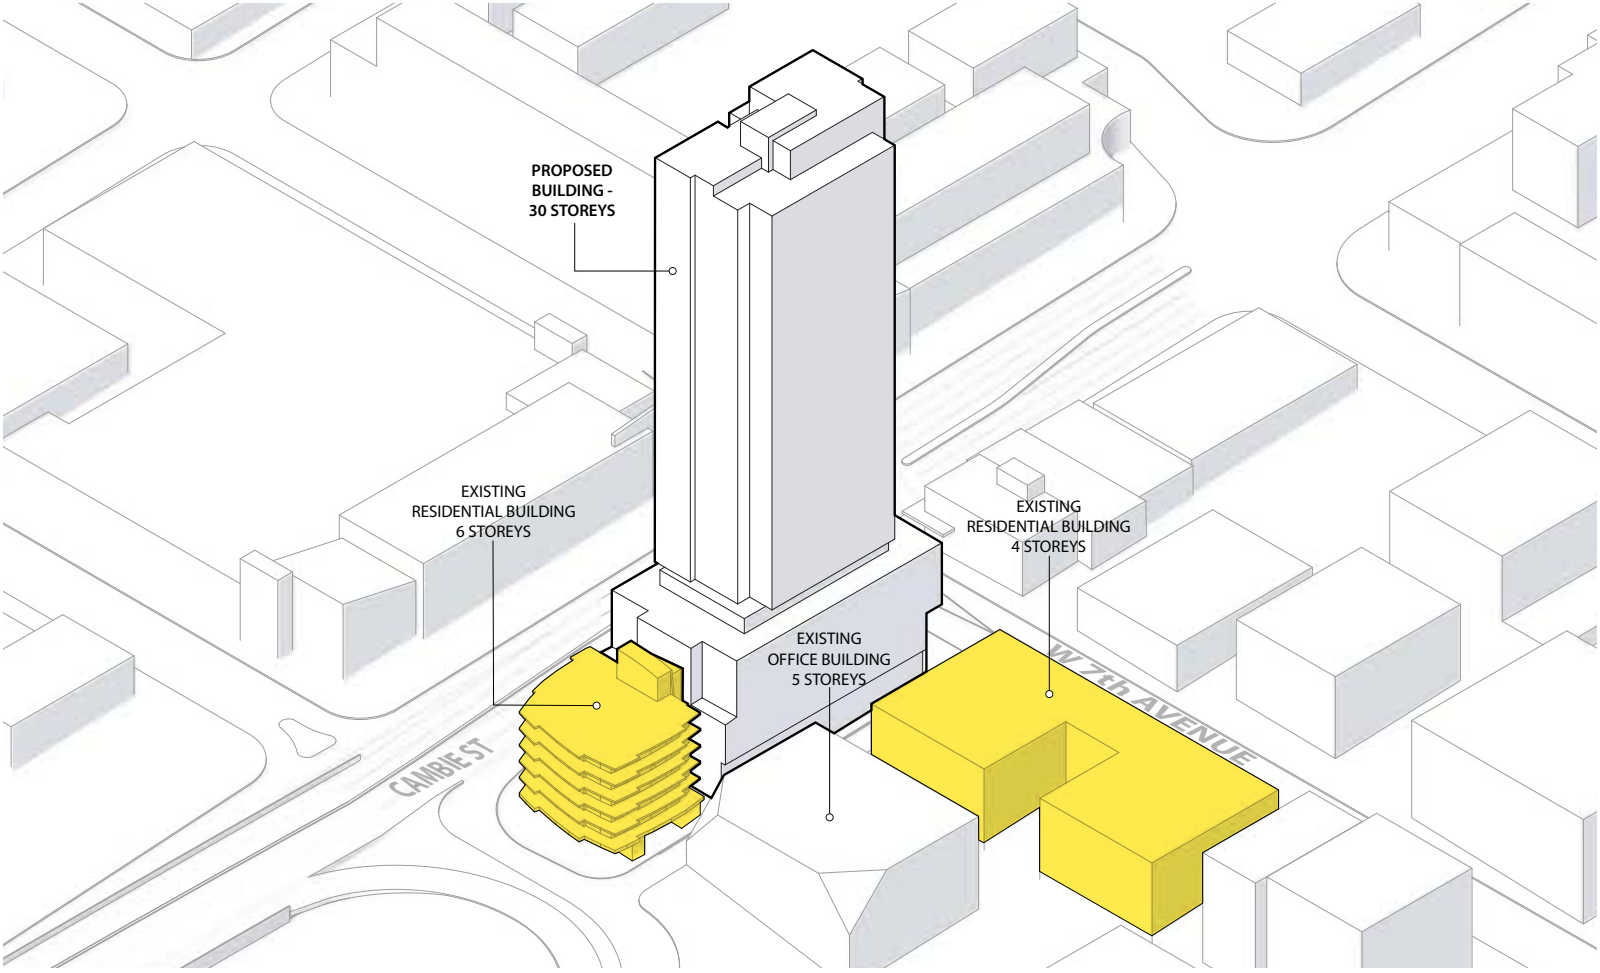 PROPOSED
BUILDING -
30 STOREYS
EXISTING
RESIDENTIAL BUILDING
6 STOREYS
EXISTING
RESIDENTIAL BUILDING
4 STOREYS
EXISTING
OFFICE BUILDING
5 STOREYS
W 7th AVENUE
CAMBIE ST